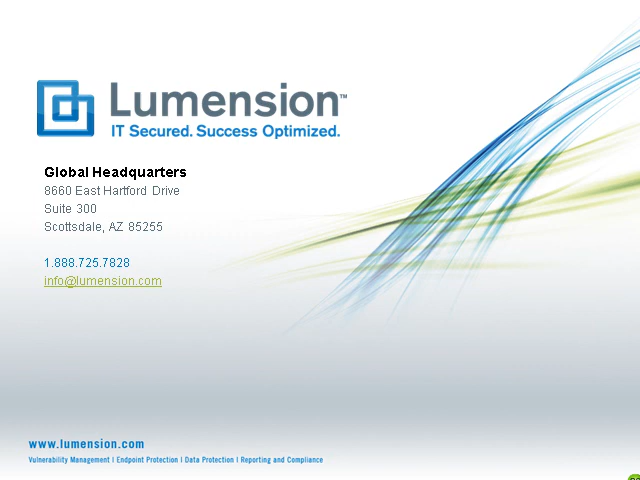 Lumension™
IT Secured. Success Optimized.
Global Headquarters
8660 East Hartford Drive
Suite 300
Scottsdale, AZ 85255
1.888.725.7828
info@lumension.com
www.lumension.com
Vulnerability Management | Endpoint Protection | Data Protection | Reporting and Compliance